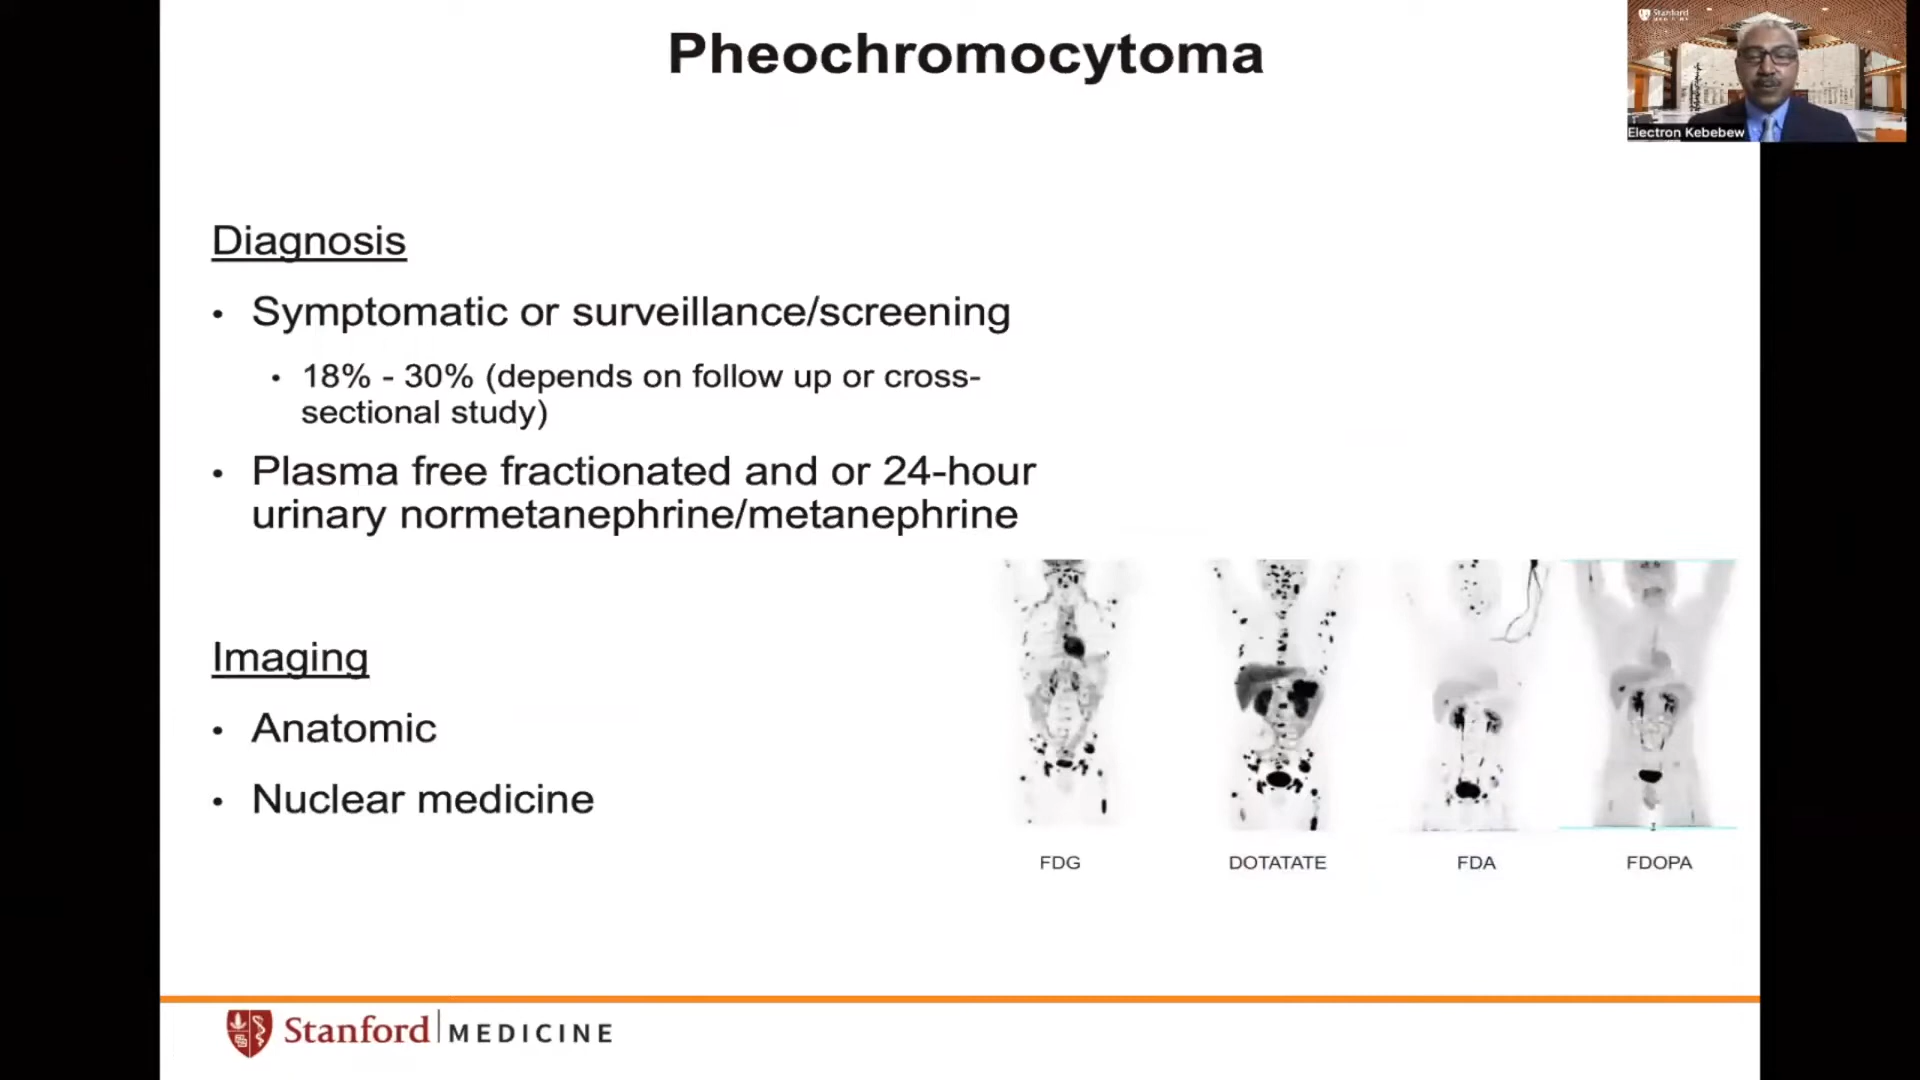 Pheochromocytoma
Stanford
Electron Kebebew
Diagnosis
• Symptomatic or surveillance/screening
• 18% - 30% (depends on follow up or cross-
sectional study)
• Plasma free fractionated and or 24-hour
urinary normetanephrine/metanephrine
Imaging
• Anatomic
• Nuclear medicine
FDG
DOTATATE
FDA
FDOPA
Stanford MEDICINE